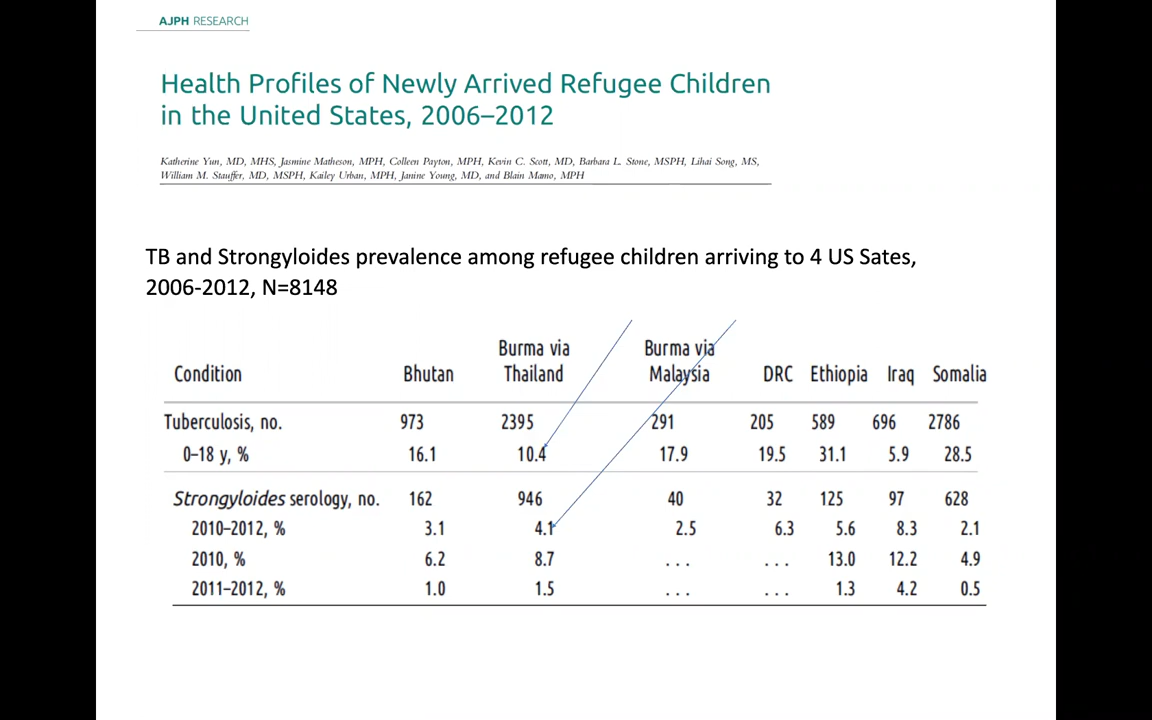 AJPH RESEARCH
Health Profiles of Newly Arrived Refugee Children
in the United States, 2006–2012
Katherine Yun, MD, MHS, Jasmine Matheson, MPH, Colleen Payton, MPH, Kevin C. Scott, MD, Barbara L. Stone, MSPH, Lihai Song, MS,
William M. Stauffer, MD, MSPH, Kailey Urban, MPH, Janine Young, MD, and Blain Mamo, MPH
TB and Strongyloides prevalence among refugee children arriving to 4 US Sates,
2006-2012, N=8148
Burma via Burma via
Condition Bhutan Thailand Malaysia DRC Ethiopia Iraq Somalia
Tuberculosis, no. 973 2395 291 205 589 696 2786
0–18 y, % 16.1 10.4 17.9 19.5 31.1 5.9 28.5
Strongyloides serology, no. 162 946 40 32 125 97 628
2010–2012, % 3.1 4.1 2.5 6.3 5.6 8.3 2.1
2010, % 6.2 8.7 ... ... 13.0 12.2 4.9
2011–2012, % 1.0 1.5 ... ... 1.3 4.2 0.5